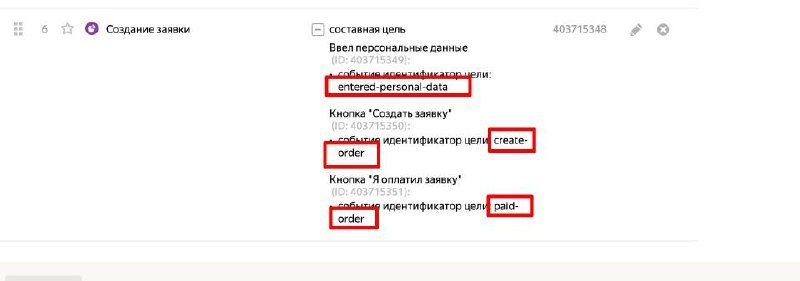 6 Создание заявки составная цель 403715348
Ввел персональные данные
(ID: 403715349):
• событие идентификатор цели:
entered-personal-data
Кнопка "Создать заявку"
(ID: 403715350):
• событие идентификатор цели: create-
order
Кнопка "Я оплатил заявку"
(ID: 403715351):
• событие идентификатор цели: paid-
order